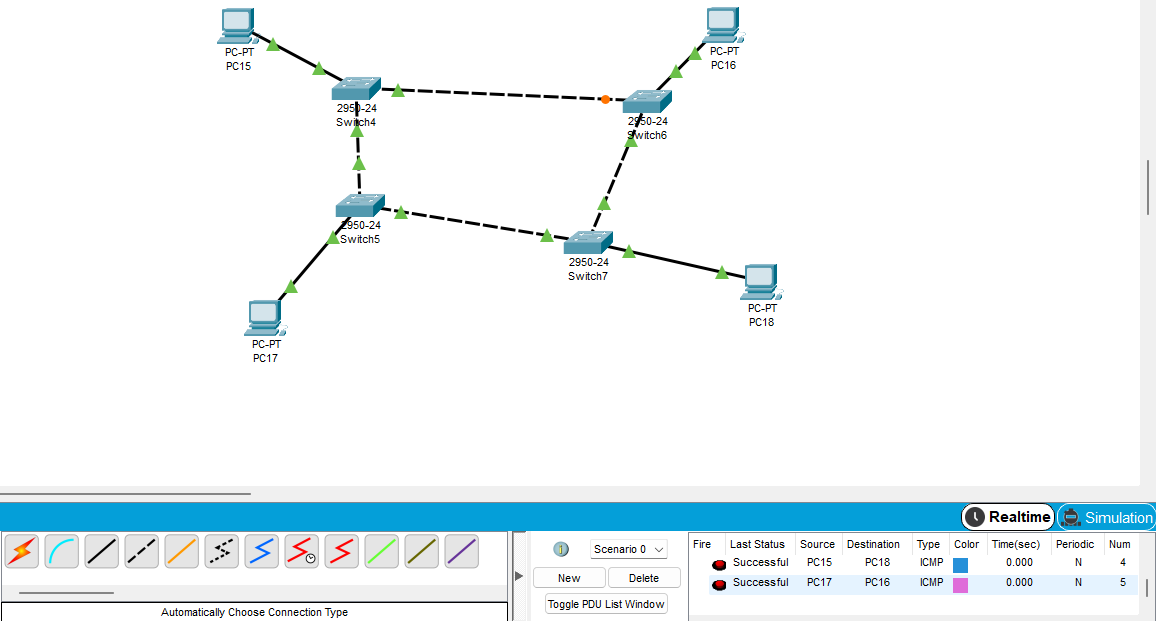 PC-PT
PC15
PC-PT
PC16
2950-24
Switch4
2950-24
Switch6
2950-24
Switch5
2950-24
Switch7
PC-PT
PC18
PC-PT
PC17
Realtime
Simulation
Scenario 0
New
Delete
Toggle PDU List Window
Fire Last Status Source Destination Type Color Time(sec) Periodic Num
Successful PC15 PC18 ICMP 0.000 N 4
Successful PC17 PC16 ICMP 0.000 N 5
Automatically Choose Connection Type